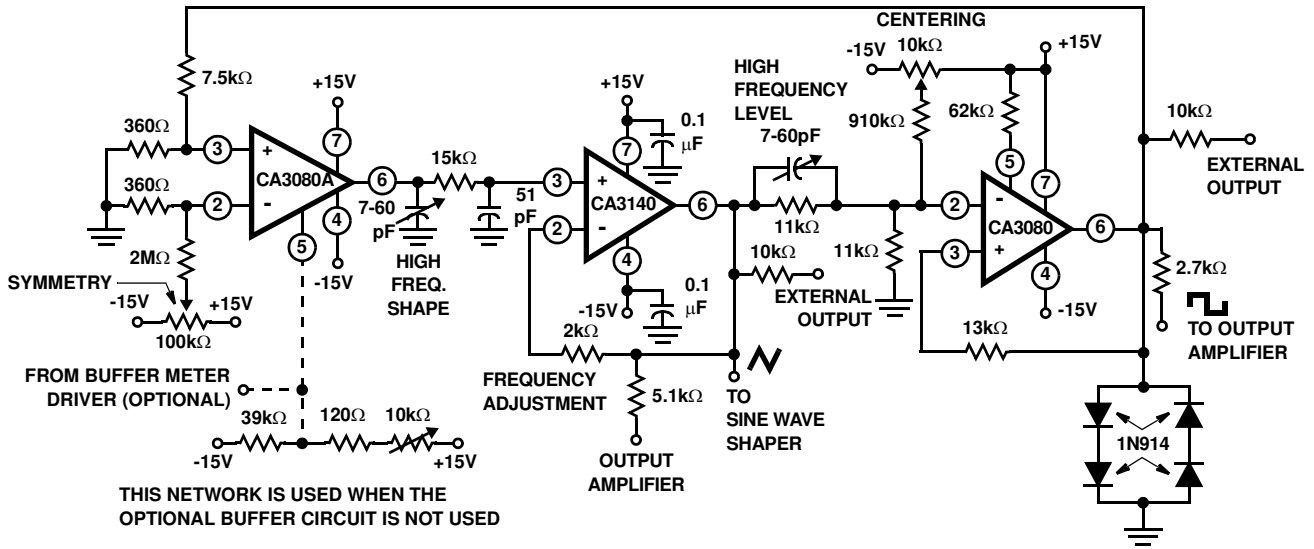 CENTERING
-15V
10kΩ
+15V
7.5kΩ
+15V
+15V
HIGH
FREQUENCY
LEVEL
7-60pF
910kΩ
62kΩ
10kΩ
EXTERNAL
OUTPUT
360Ω
3
+
7
CA3080A
6
15kΩ
360Ω
2
-
4
5
-15V
7-60
pF
51
pF
HIGH
FREQ.
SHAPE
0.1
μF
7
3
+
CA3140
6
2
-
4
-15V
0.1
μF
11kΩ
11kΩ
10kΩ
EXTERNAL
OUTPUT
5
7
2
-
CA3080
6
3
+
4
-15V
2.7kΩ
TO OUTPUT
AMPLIFIER
13kΩ
2MΩ
SYMMETRY
-15V
+15V
100kΩ
2kΩ
FREQUENCY
ADJUSTMENT
5.1kΩ
OUTPUT
AMPLIFIER
TO
SINE WAVE
SHAPER
1N914
FROM BUFFER METER
DRIVER (OPTIONAL)
39kΩ
120Ω
10kΩ
-15V
+15V
THIS NETWORK IS USED WHEN THE
OPTIONAL BUFFER CIRCUIT IS NOT USED